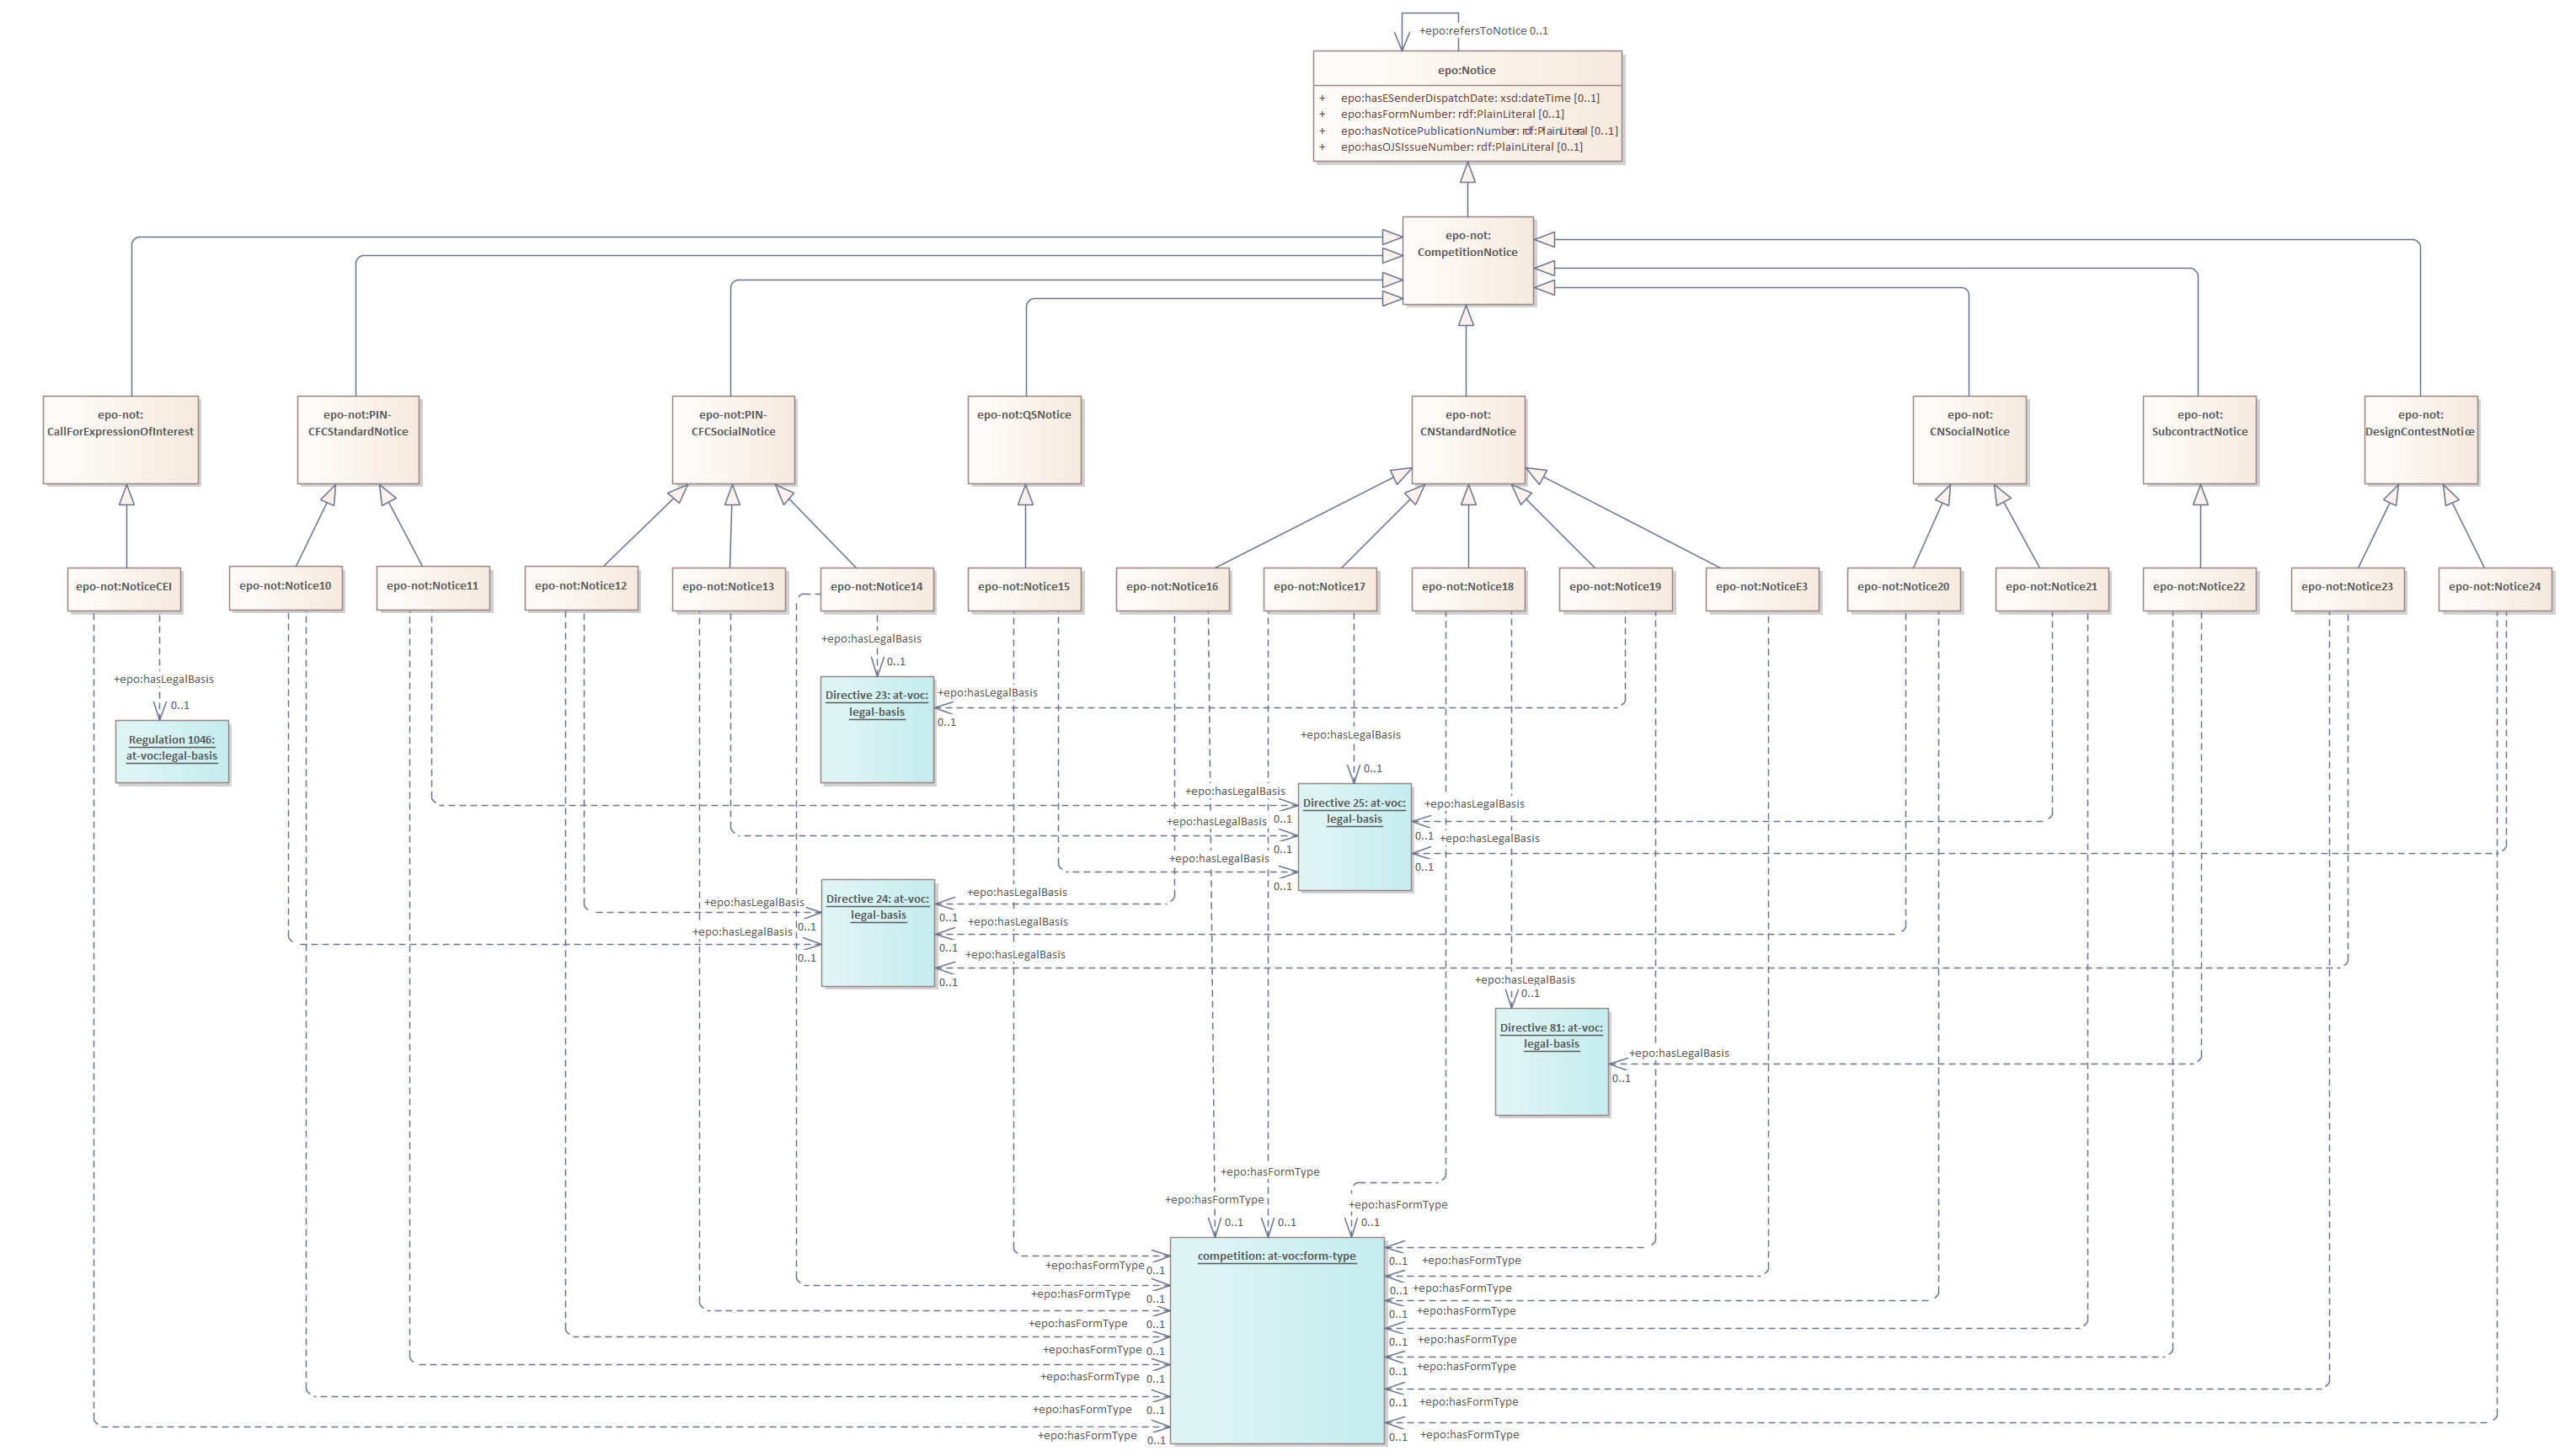 +epo:refersToNotice 0..1
epo:Notice
+ epo:hasESenderDispatchDate: xsd:dateTime [0..1]
+ epo:hasFormNumber: rdf:PlainLiteral [0..1]
+ epo:hasNoticePublicationNumber: rdf:PlainLiteral [0..1]
+ epo:hasOJSIssueNumber: rdf:PlainLiteral [0..1]
epo-not:
CompetitionNotice
epo-not:
CallForExpressionOfInterest
epo-not:PIN-
CFCStandardNotice
epo-not:PIN-
CFCSocialNotice
epo-not:QSNotice
epo-not:
CNStandardNotice
epo-not:
CNSocialNotice
epo-not:
SubcontractNotice
epo-not:
DesignContestNotice
epo-not:NoticeCEI
epo-not:Notice10
epo-not:Notice11
epo-not:Notice12
epo-not:Notice13
epo-not:Notice14
epo-not:Notice15
epo-not:Notice16
epo-not:Notice17
epo-not:Notice18
epo-not:Notice19
epo-not:NoticeE3
epo-not:Notice20
epo-not:Notice21
epo-not:Notice22
epo-not:Notice23
epo-not:Notice24
+epo:hasLegalBasis
0..1
+epo:hasLegalBasis
0..1
Directive 23: at-voc:
legal-basis
+epo:hasLegalBasis
0..1
Regulation 1046:
at-voc:legal-basis
+epo:hasLegalBasis
0..1
Directive 25: at-voc:
legal-basis
+epo:hasLegalBasis
0..1
+epo:hasLegalBasis
0..1
+epo:hasLegalBasis
0..1
+epo:hasLegalBasis
0..1
+epo:hasLegalBasis
0..1
Directive 24: at-voc:
legal-basis
+epo:hasLegalBasis
0..1
+epo:hasLegalBasis
0..1
+epo:hasLegalBasis
0..1
+epo:hasLegalBasis
0..1
+epo:hasLegalBasis
0..1
+epo:hasLegalBasis
0..1
Directive 81: at-voc:
legal-basis
+epo:hasLegalBasis
0..1
+epo:hasFormType
0..1
+epo:hasFormType
0..1
+epo:hasFormType
0..1
competition: at-voc:form-type
+epo:hasFormType
0..1
+epo:hasFormType
0..1
+epo:hasFormType
0..1
+epo:hasFormType
0..1
+epo:hasFormType
0..1
+epo:hasFormType
0..1
+epo:hasFormType
0..1
0..1
+epo:hasFormType
0..1
+epo:hasFormType
0..1
+epo:hasFormType
0..1
+epo:hasFormType
0..1
+epo:hasFormType
0..1
+epo:hasFormType
0..1
+epo:hasFormType